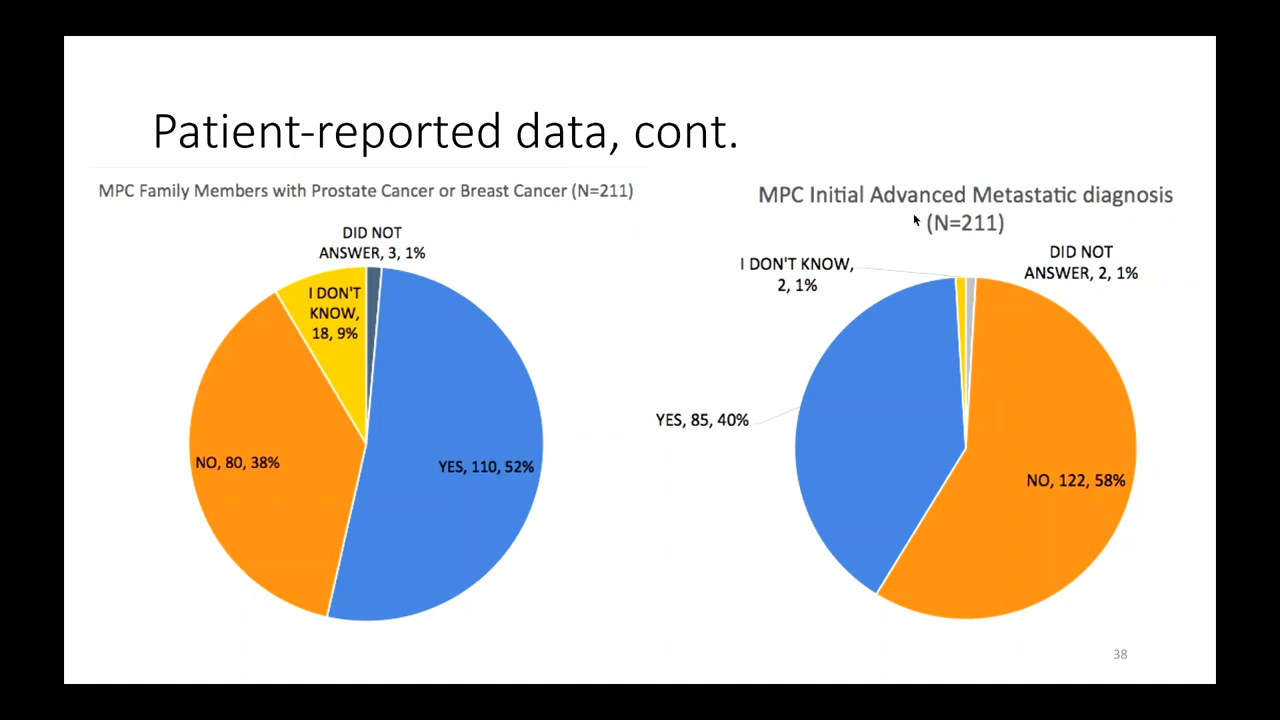 Patient-reported data, cont.
MPC Family Members with Prostate Cancer or Breast Cancer (N=211)
DID NOT
ANSWER, 3, 1%
I DON'T
KNOW,
18, 9%
NO, 80, 38%
YES, 110, 52%
MPC Initial Advanced Metastatic diagnosis
(N=211)
I DON'T KNOW,
2, 1%
DID NOT
ANSWER, 2, 1%
YES, 85, 40%
NO, 122, 58%
38